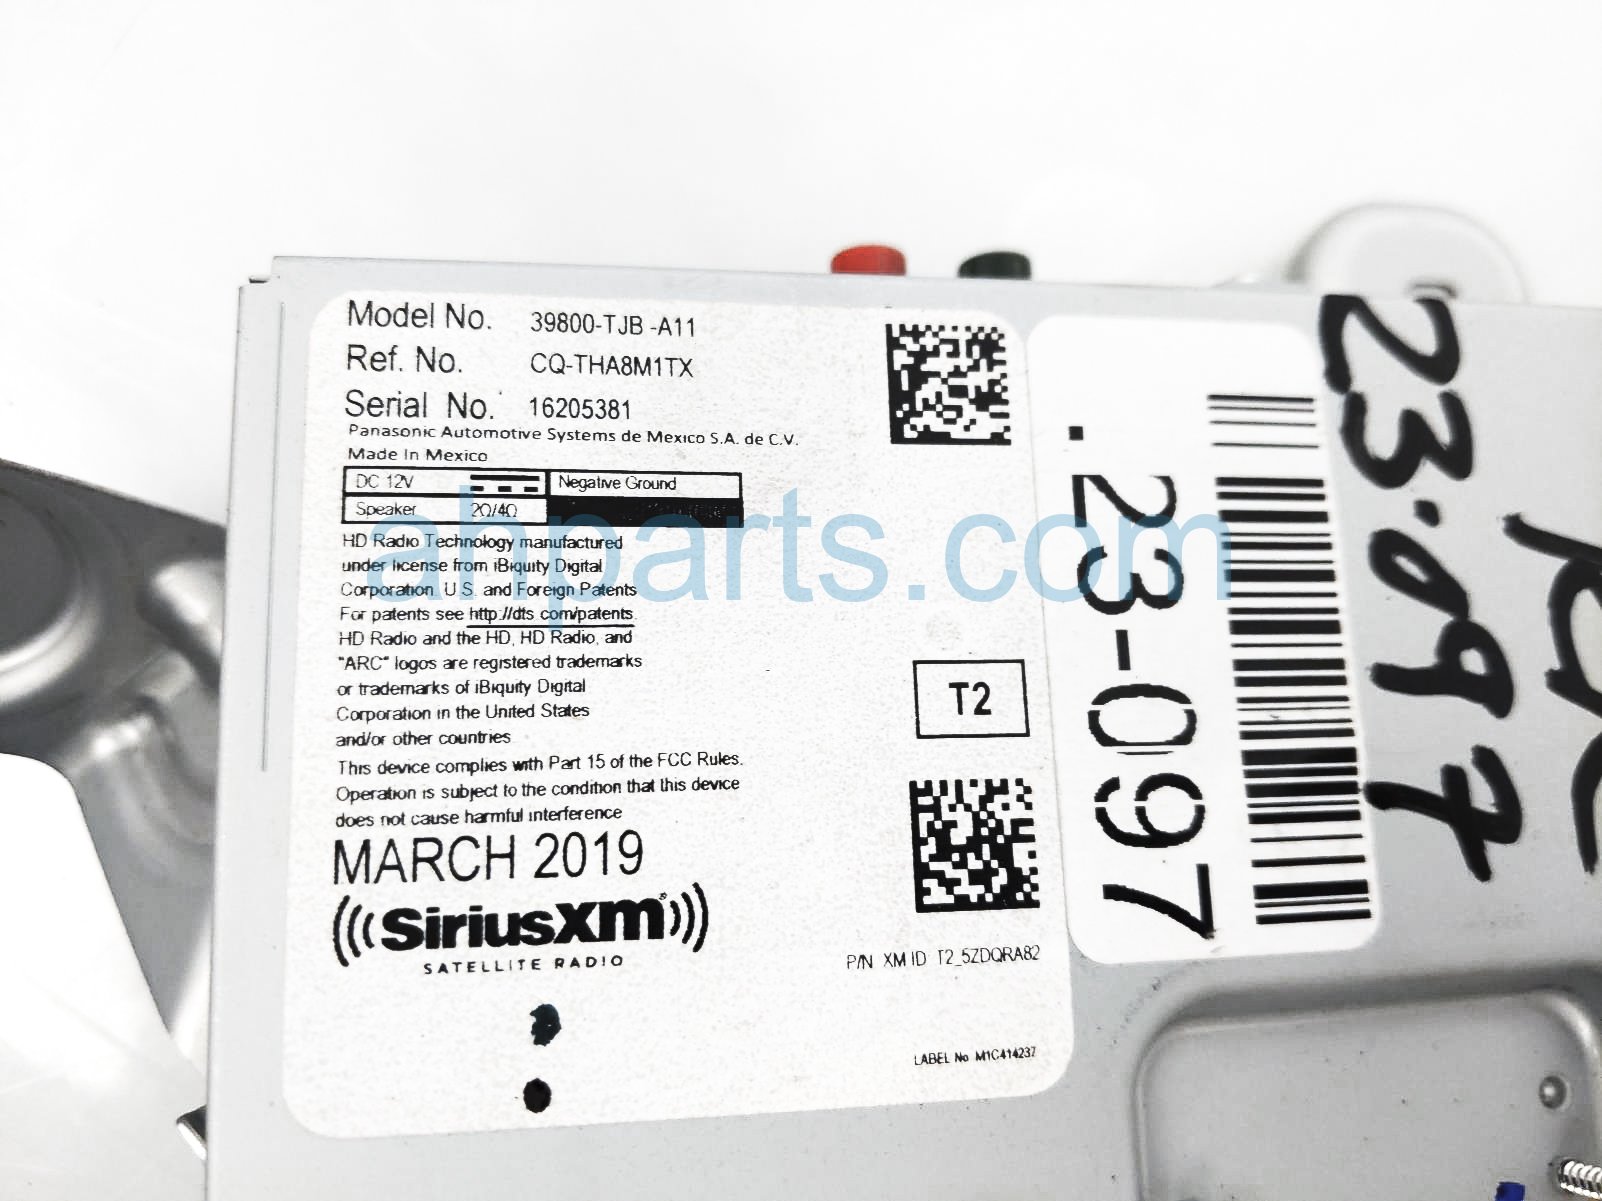 Model No. 39800-TJB -A11
Ref. No. CQ-THA8M1TX
Serial No. 16205381
Panasonic Automotive Systems de Mexico S.A. de C.V.
Made In Mexico
DC 12V Negative Ground
Speaker 2Ω/4Ω
HD Radio Technology manufactured
under license from iBiquity Digital
Corporation. U.S. and Foreign Patents
For patents see http://dts.com/patents.
HD Radio and the HD, HD Radio, and
"ARC" logos are registered trademarks
or trademarks of iBiquity Digital
Corporation in the United States
and/or other countries.
This device complies with Part 15 of the FCC Rules.
Operation is subject to the condition that this device
does not cause harmful interference
MARCH 2019
SiriusXm
SATELLITE RADIO
T2
P/N XM ID T2_5ZDQRA82
LABEL No M1C414237
. 23-097
23.097
ahparts.com